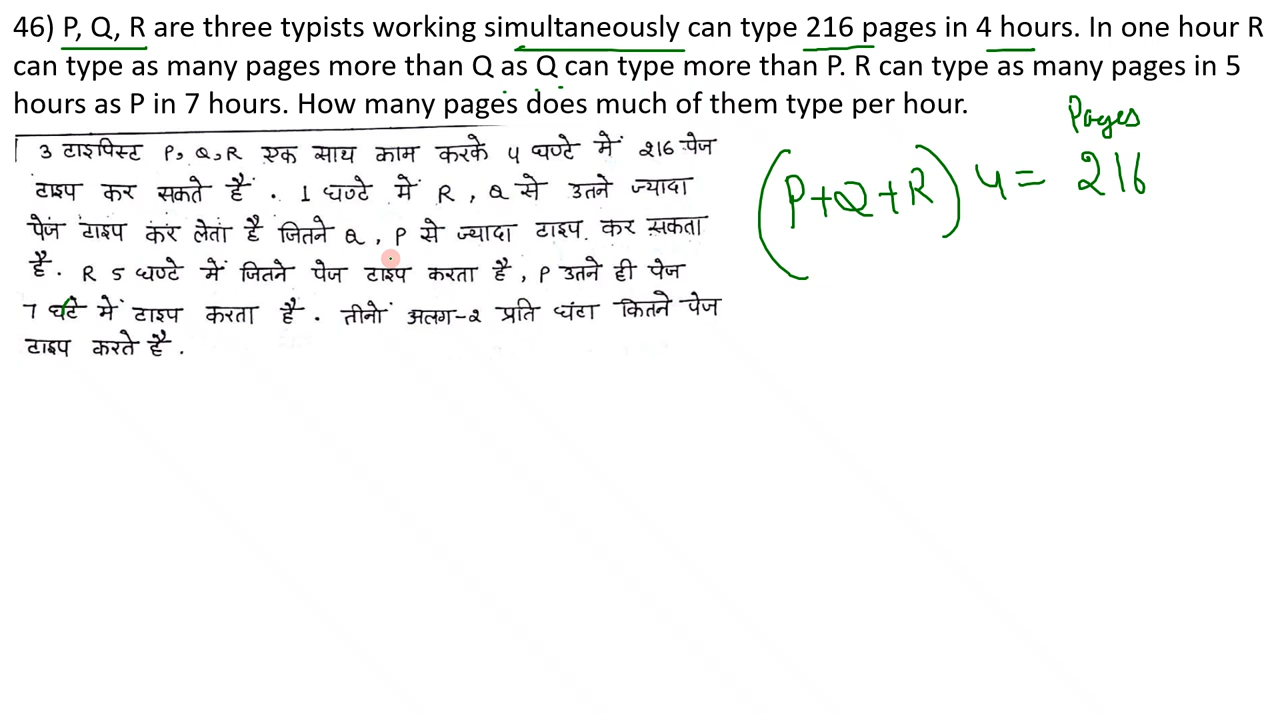 46) P, Q, R are three typists working simultaneously can type 216 pages in 4 hours. In one hour R
can type as many pages more than Q as Q can type more than P. R can type as many pages in 5
hours as P in 7 hours. How many pages does much of them type per hour.
3 टाइपिस्ट P, Q, R एक साथ काम करके 4 घण्टे में 216 पेज
टाइप कर सकते हैं. 1 घण्टे में R, Q से उतने ज्यादा
पेज टाइप कर लेता है जितने Q, P से ज्यादा टाइप कर सकता
है. R 5 घण्टे में जितने पेज टाइप करता है, P उतने ही पेज
7 घंटे में टाइप करता है. तीनों अलग-2 प्रति घंटा कितने पेज
टाइप करते है.
Pages
(P+Q+R) 4 = 216